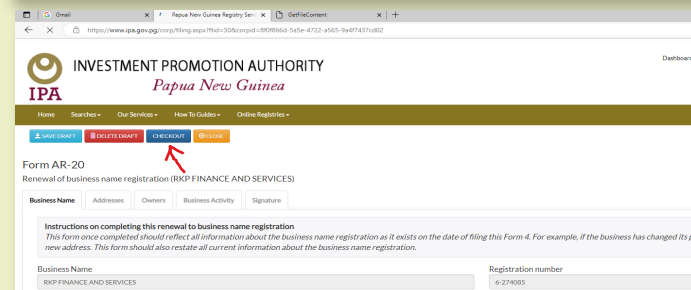 Gmail
Papua New Guinea Registry Servi
GetFileContent
https://www.ipa.gov.pg/corp/filing.aspx?ftid=308&corpid=8f0f866d-5a5e-4722-a565-9a4f7437cd02
IPA
INVESTMENT PROMOTION AUTHORITY
Papua New Guinea
Dashboar
Home Searches Our Services How To Guides Online Registries
SAVE DRAFT DELETE DRAFT CHECKOUT CLOSE
Form AR-20
Renewal of business name registration (RKP FINANCE AND SERVICES)
Business Name Addresses Owners Business Activity Signature
Instructions on completing this renewal to business name registration
This form once completed should reflect all information about the business name registration as it exists on the date of filing this Form 4. For example, if the business has changed its p
new address. This form should also restate all current information about the business name registration.
Business Name Registration number
RKP FINANCE AND SERVICES 6-274085